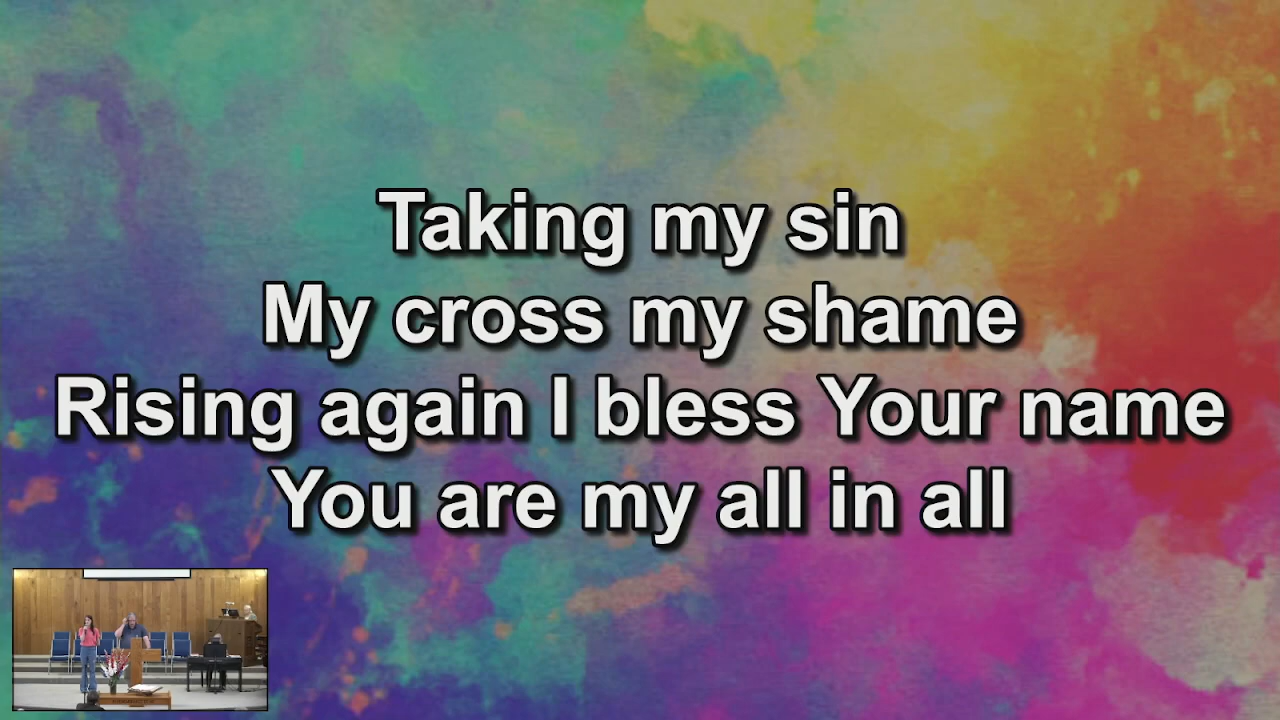 Taking my sin
My cross my shame
Rising again I bless Your name
You are my all in all